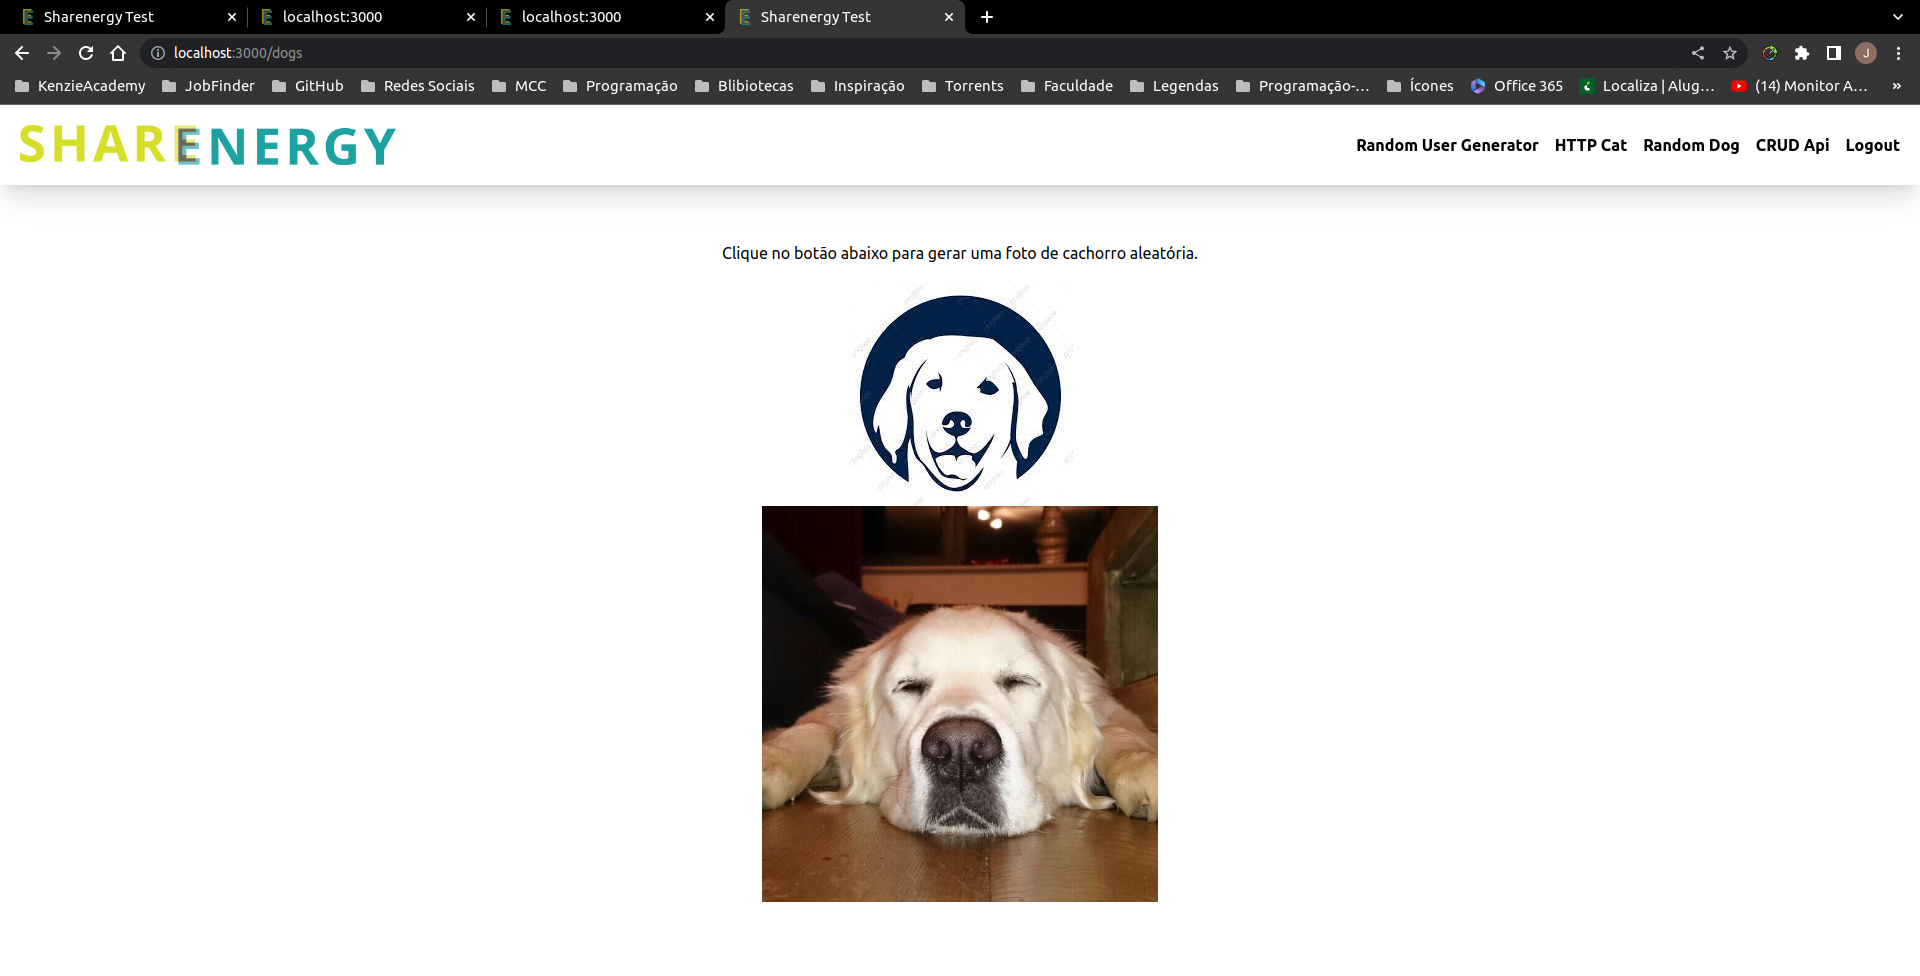 Sharenergy Test
localhost:3000
localhost:3000
Sharenergy Test
localhost:3000/dogs
J
KenzieAcademy JobFinder GitHub Redes Sociais MCC Programação Blibiotecas Inspiração Torrents Faculdade Legendas Programação-... Ícones Office 365 Localiza | Alug... (14) Monitor A... »
SHARENERGY
Random User Generator HTTP Cat Random Dog CRUD Api Logout
Clique no botão abaixo para gerar uma foto de cachorro aleatória.